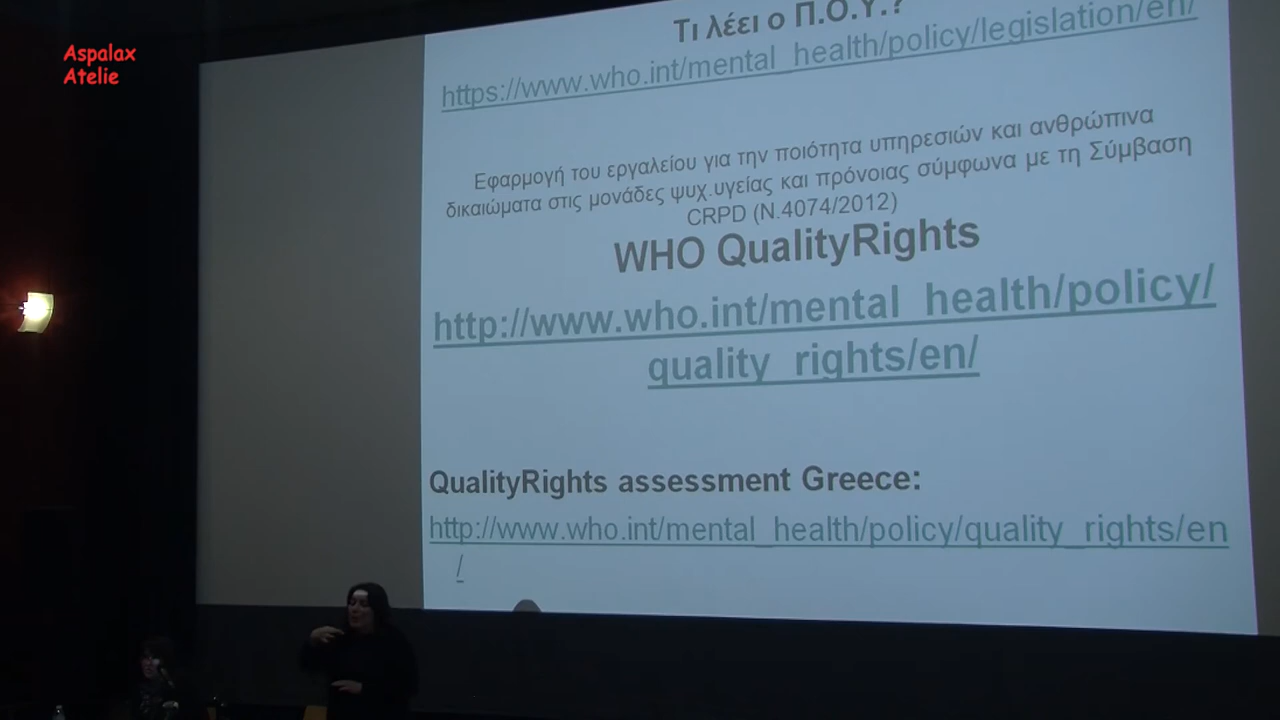 Aspalax
Atelie
Τι λέει ο Π.Ο.Υ.?
https://www.who.int/mental_health/policy/legislation/en/
Εφαρμογή του εργαλείου για την ποιότητα υπηρεσιών και ανθρώπινα
δικαιώματα στις μονάδες ψυχ.υγείας και πρόνοιας σύμφωνα με τη Σύμβαση
CRPD (Ν.4074/2012)
WHO QualityRights
http://www.who.int/mental_health/policy/
quality_rights/en/
QualityRights assessment Greece:
http://www.who.int/mental_health/policy/quality_rights/en
/